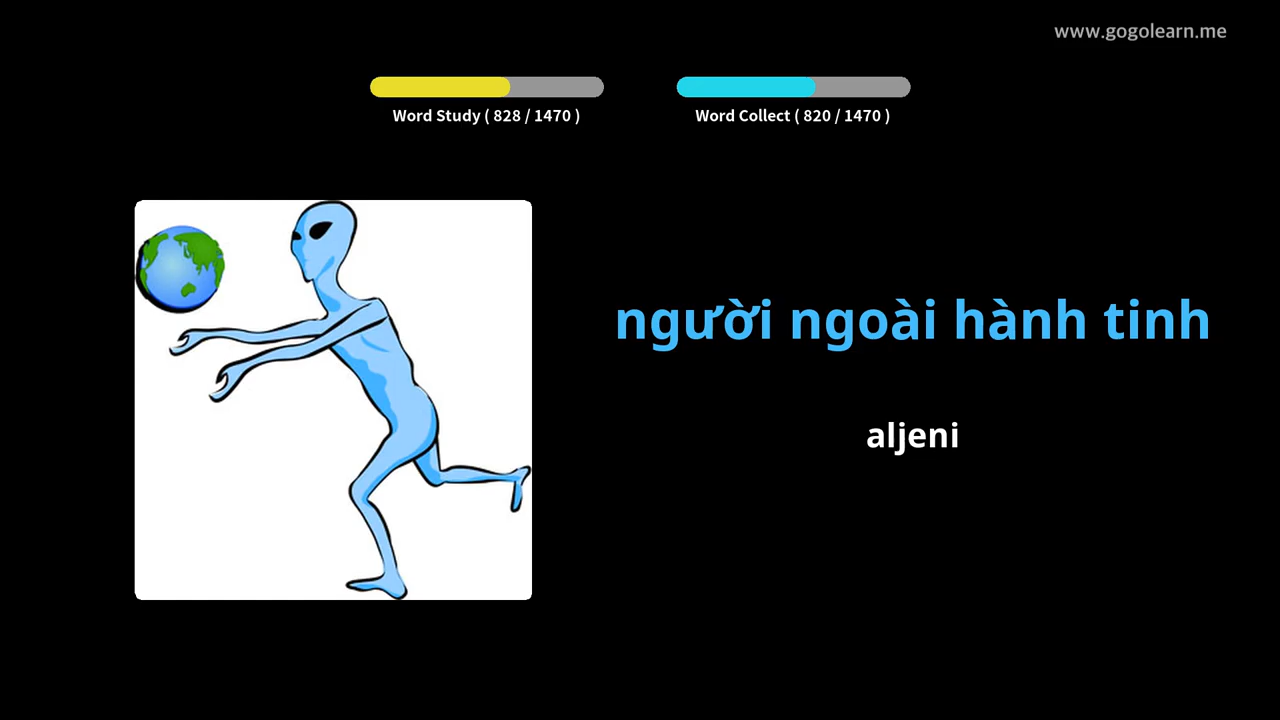 www.gogolearn.me
Word Study ( 828 / 1470 )
Word Collect ( 820 / 1470 )
người ngoài hành tinh
aljeni